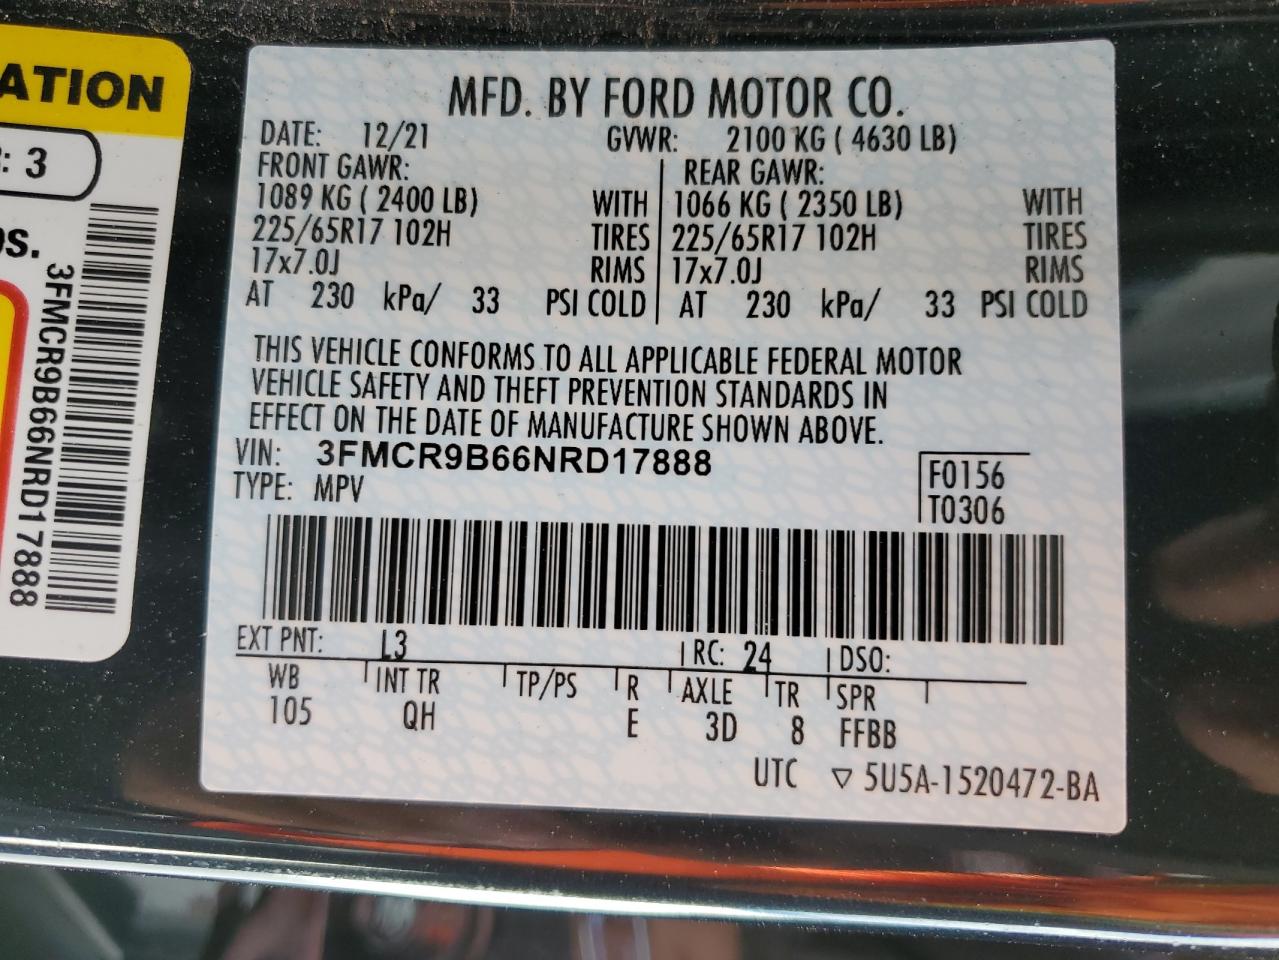 ATION
: 3
os.
3FMCR9B66NRD17888
MFD. BY FORD MOTOR CO.
DATE: 12/21 GVWR: 2100 KG ( 4630 LB)
FRONT GAWR: REAR GAWR:
1089 KG ( 2400 LB) WITH 1066 KG ( 2350 LB) WITH
225/65R17 102H TIRES 225/65R17 102H TIRES
17x7.0J RIMS 17x7.0J RIMS
AT 230 kPa/ 33 PSI COLD AT 230 kPa/ 33 PSI COLD
THIS VEHICLE CONFORMS TO ALL APPLICABLE FEDERAL MOTOR
VEHICLE SAFETY AND THEFT PREVENTION STANDARDS IN
EFFECT ON THE DATE OF MANUFACTURE SHOWN ABOVE.
VIN: 3FMCR9B66NRD17888
TYPE: MPV
F0156
T0306
EXT PNT: L3 RC: 24 DSO:
WB INT TR TP/PS R AXLE TR SPR
105 QH E 3D 8 FFBB
UTC ▽ 5U5A-1520472-BA